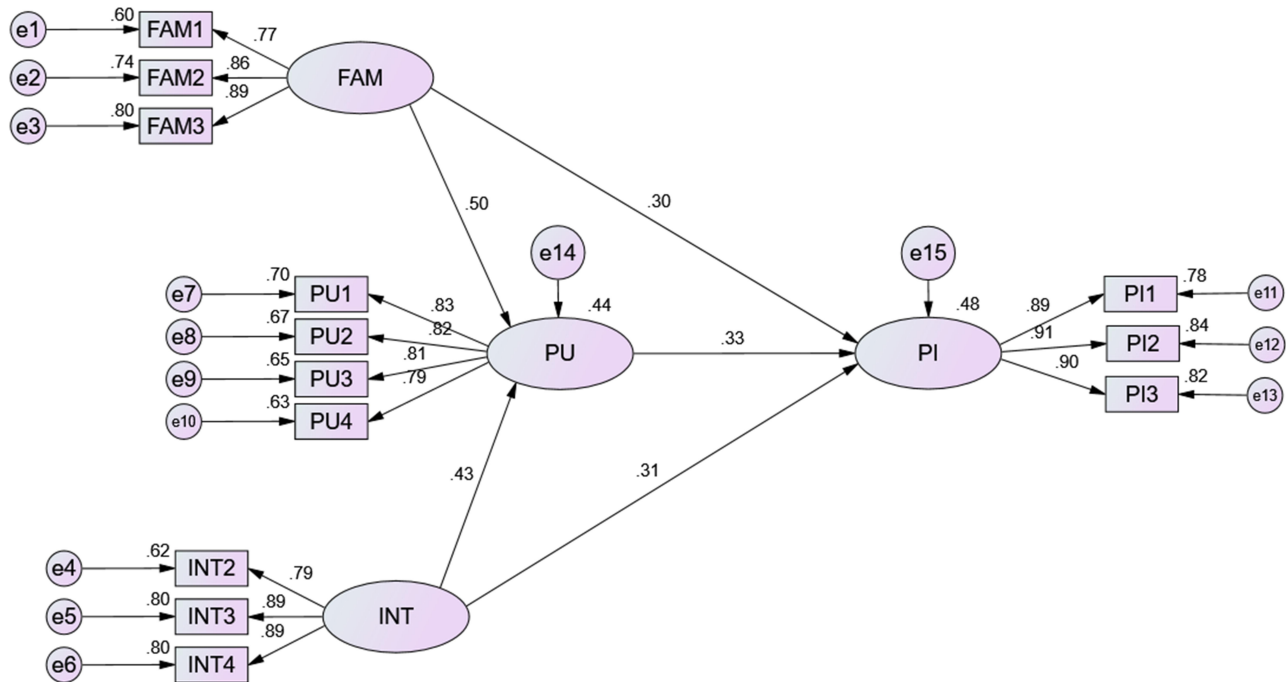 e1 .60 FAM1 .77
e2 .74 FAM2 .86 FAM
e3 .80 FAM3 .89
.50
.30
e14
e15
e7 .70 PU1 .83 .44 .48 .89 PI1 .78 e11
e8 .67 PU2 .82 PU .33 PI .91 PI2 .84 e12
e9 .65 PU3 .81 .90 PI3 .82 e13
e10 .63 PU4 .79
.43
.31
e4 .62 INT2 .79
e5 .80 INT3 .89 INT
e6 .80 INT4 .89